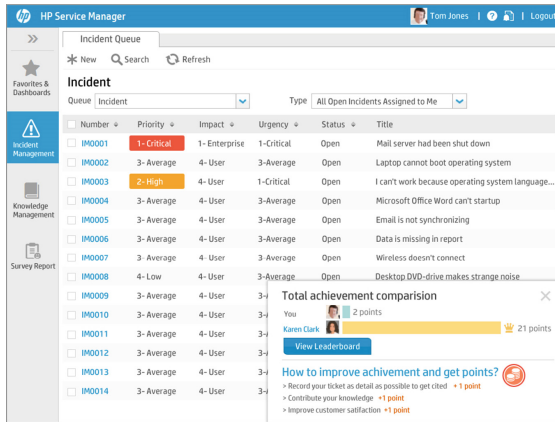 hp HP Service Manager Tom Jones | ? | Logout
>> Incident Queue
New Search Refresh
Favorites & Dashboards
Incident
Queue Incident Type All Open Incidents Assigned to Me
Number Priority Impact Urgency Status Title
Incident Management
IM0001 1- Critical 1- Enterprise 1-Critical Open Mail server had been shut down
IM0002 3- Average 4- User 3-Average Open Laptop cannot boot operating system
IM0003 2- High 4- User 1-Critical Open I can't work because operating system language...
Knowledge Management
IM0004 3- Average 4- User 3-Average Open Microsoft Office Word can't startup
IM0005 3- Average 4- User 3-Average Open Email is not synchronizing
IM0006 3- Average 4- User 3-Average Open Data is missing in report
Survey Report
IM0007 3- Average 4- User 3-Average Open Wireless doesn't connect
IM0008 4- Low 4- User 3-Average Open Desktop DVD-drive makes strange noise
IM0009 3- Average 4- User
IM0010 3- Average 4- User
IM0011 3- Average 4- User
IM0012 3- Average 4- User
IM0013 3- Average 4- User
IM0014 3- Average 4- User
Total achievement comparision
You 2 points
Karen Clark 21 points
View Leaderboard
How to improve achivement and get points?
> Record your ticket as detail as possible to get cited + 1 point
> Contribute your knowledge +1 point
> Improve customer satifaction +1 point